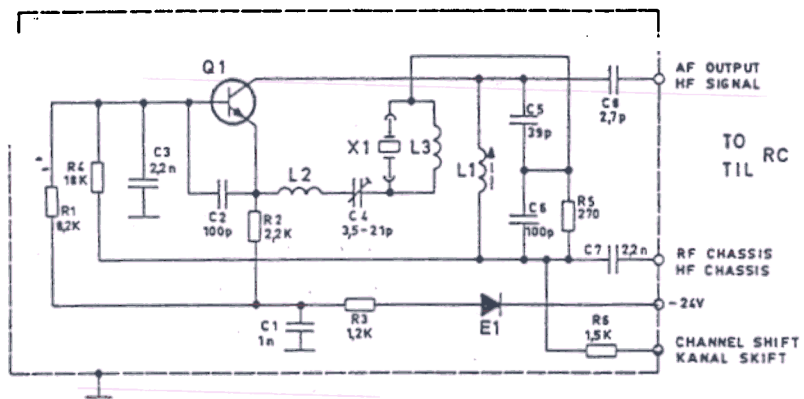 Q1
AF OUTPUT
HF SIGNAL
C8
2,7p
C5
39p
TO RC
TIL
X1
L3
L1
C3
2,2n
R4
18K
R1
8,2K
L2
C2
100p
R2
2,2K
C4
3,5-21p
C6
100p
R5
270
C7 2,2n
RF CHASSIS
HF CHASSIS
-24V
C1
1n
R3
1,2K
E1
R6
1,5K
CHANNEL SHIFT
KANAL SKIFT